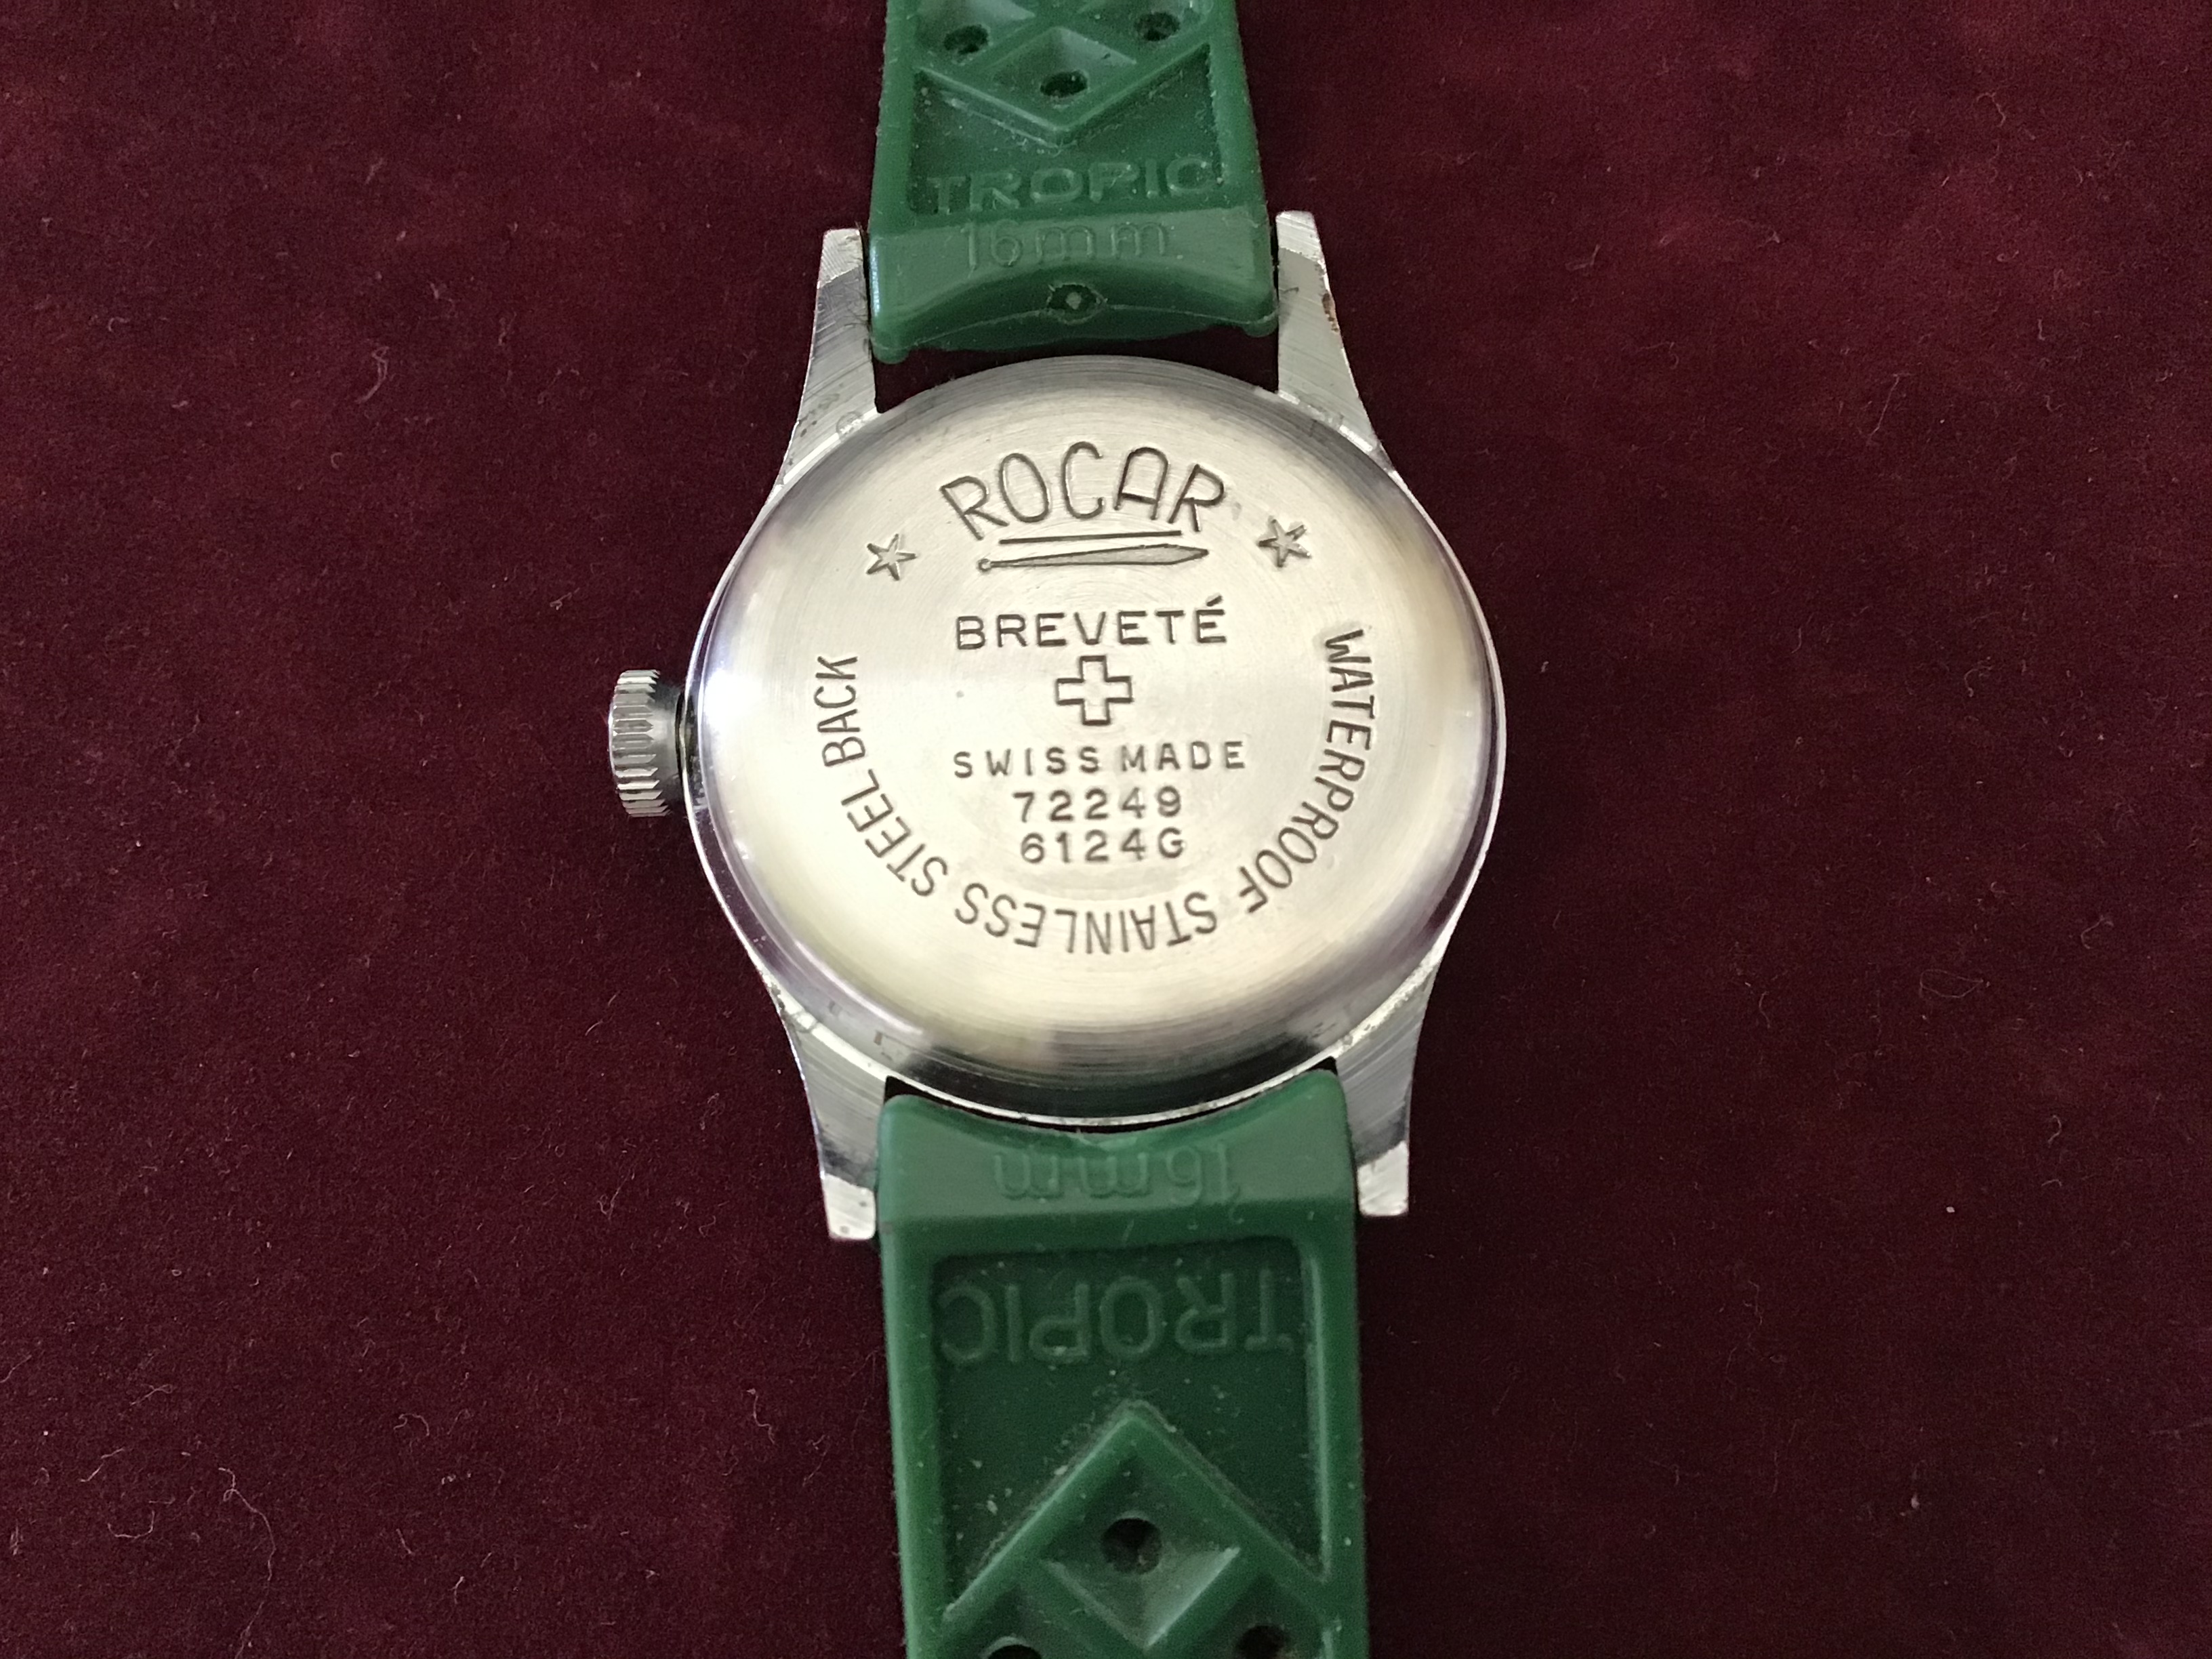 TROPIC
16mm
ROCAR
BREVETÉ
SWISS MADE
72249
6124G
WATERPROOF STAINLESS STEEL BACK
16mm
TROPIC